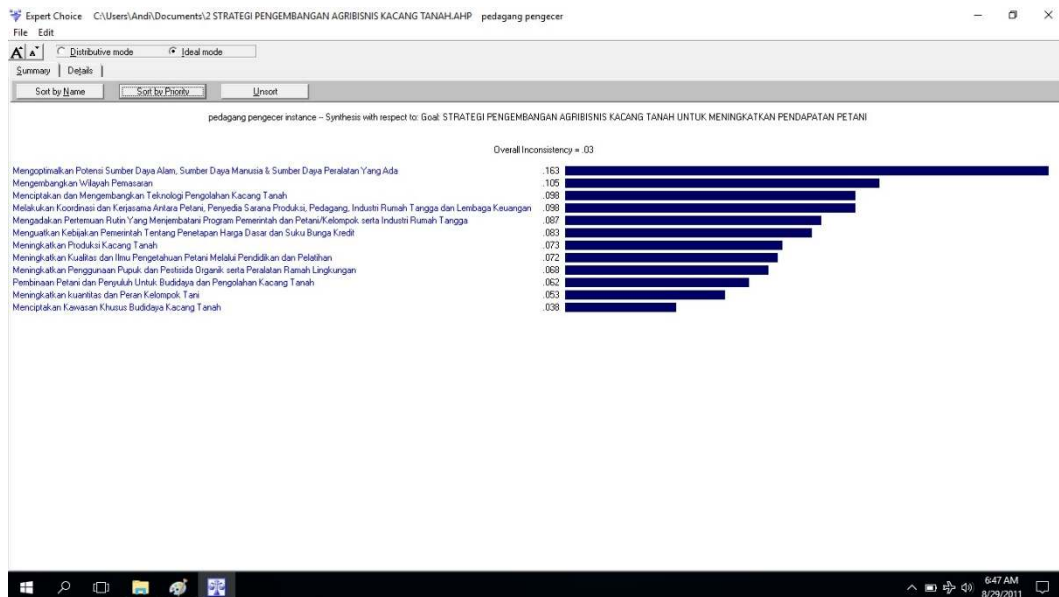 Expert Choice C:\Users\Andi\Documents\2 STRATEGI PENGEMBANGAN AGRIBISNIS KACANG TANAH.AHP pedagang pengecer
File Edit
A A Distributive mode Ideal mode
Summary Details
Sort by Name Sort by Priority Unsort
pedagang pengecer instance -- Synthesis with respect to: Goal: STRATEGI PENGEMBANGAN AGRIBISNIS KACANG TANAH UNTUK MENINGKATKAN PENDAPATAN PETANI
Overall Inconsistency = .03
Mengoptimalkan Potensi Sumber Daya Alam, Sumber Daya Manusia & Sumber Daya Peralatan Yang Ada .163
Mengembangkan Wilayah Pemasaran .105
Menciptakan dan Mengembangkan Teknologi Pengolahan Kacang Tanah .098
Melakukan Koordinasi dan Kerjasama Antara Petani, Penyedia Sarana Produksi, Pedagang, Industri Rumah Tangga dan Lembaga Keuangan .098
Mengadakan Pertemuan Rutin Yang Menjembatani Program Pemerintah dan Petani/Kelompok serta Industri Rumah Tangga .087
Menguatkan Kebijakan Pemerintah Tentang Penetapan Harga Dasar dan Suku Bunga Kredit .083
Meningkatkan Produksi Kacang Tanah .073
Meningkatkan Kualitas dan Ilmu Pengetahuan Petani Melalui Pendidikan dan Pelatihan .072
Meningkatkan Penggunaan Pupuk dan Pestisida Organik serta Peralatan Ramah Lingkungan .068
Pembinaan Petani dan Penyuluh Untuk Budidaya dan Pengolahan Kacang Tanah .062
Meningkatkan kuantitas dan Peran Kelompok Tani .053
Menciptakan Kawasan Khusus Budidaya Kacang Tanah .038
6:47 AM
8/29/2011